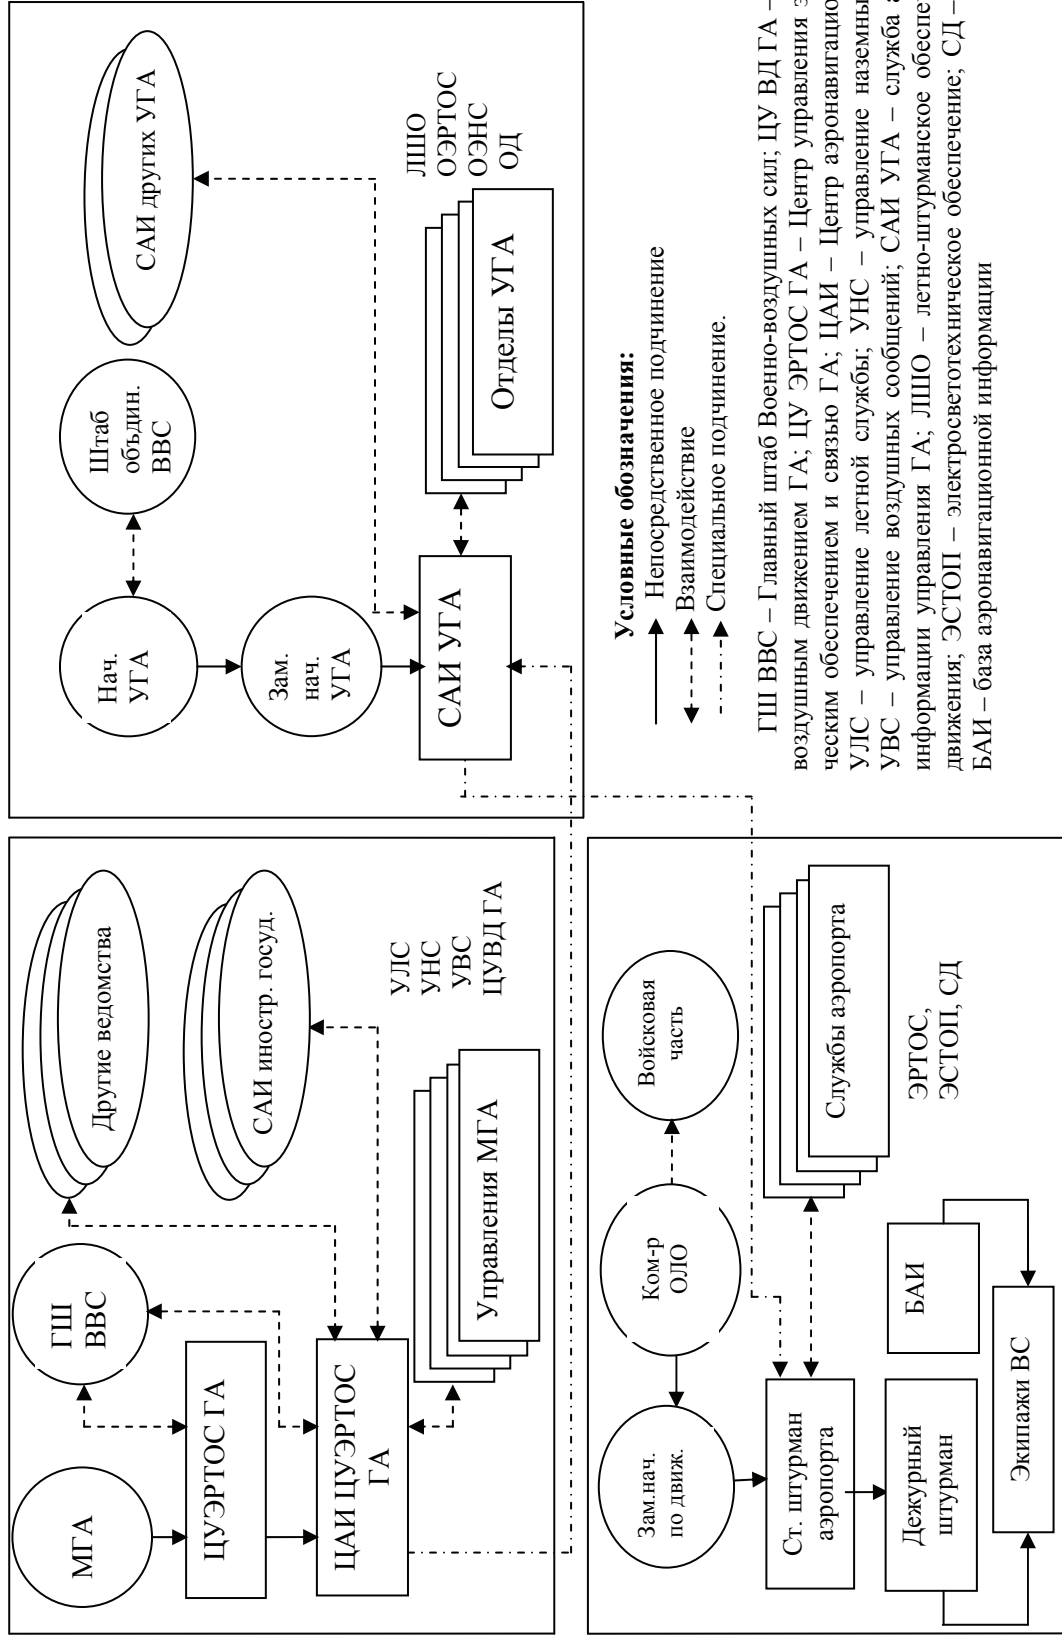 МГА
ЦУЭРТОС ГА
ЦАИ ЦУЭРТОС
ГА
ГШ
ВВС
Другие ведомства
САИ иностр. госуд.
Управления МГА
УЛС
УНС
УВС
ЦУВД ГА
Нач.
УГА
Зам.
нач.
УГА
САИ УГА
Штаб
объдин.
ВВС
САИ других УГА
Отделы УГА
ЛШО
ОЭРТОС
ОЭНС
ОД
Зам.нач.
по движ.
Ком-р
ОЛО
Войсковая
часть
Ст. штурман
аэропорта
Службы аэропорта
ЭРТОС,
ЭСТОП, СД
Дежурный
штурман
БАИ
Экипажи ВС
Условные обозначения:
Непосредственное подчинение
Взаимодействие
Специальное подчинение.
ГШ ВВС – Главный штаб Военно-воздушных сил; ЦУ ВД ГА –
воздушным движением ГА; ЦУ ЭРТОС ГА – Центр управления
ческим обеспечением и связью ГА; ЦАИ – Центр
УЛС – управление летной службы; УНС – управление
УВС – управление воздушных сообщений; САИ УГА – служба
информации управления ГА; ЛШО – летно-штурманское
движения; ЭСТОП – электросветотехническое обеспечение; СД –
БАИ – база аэронавигационной информации